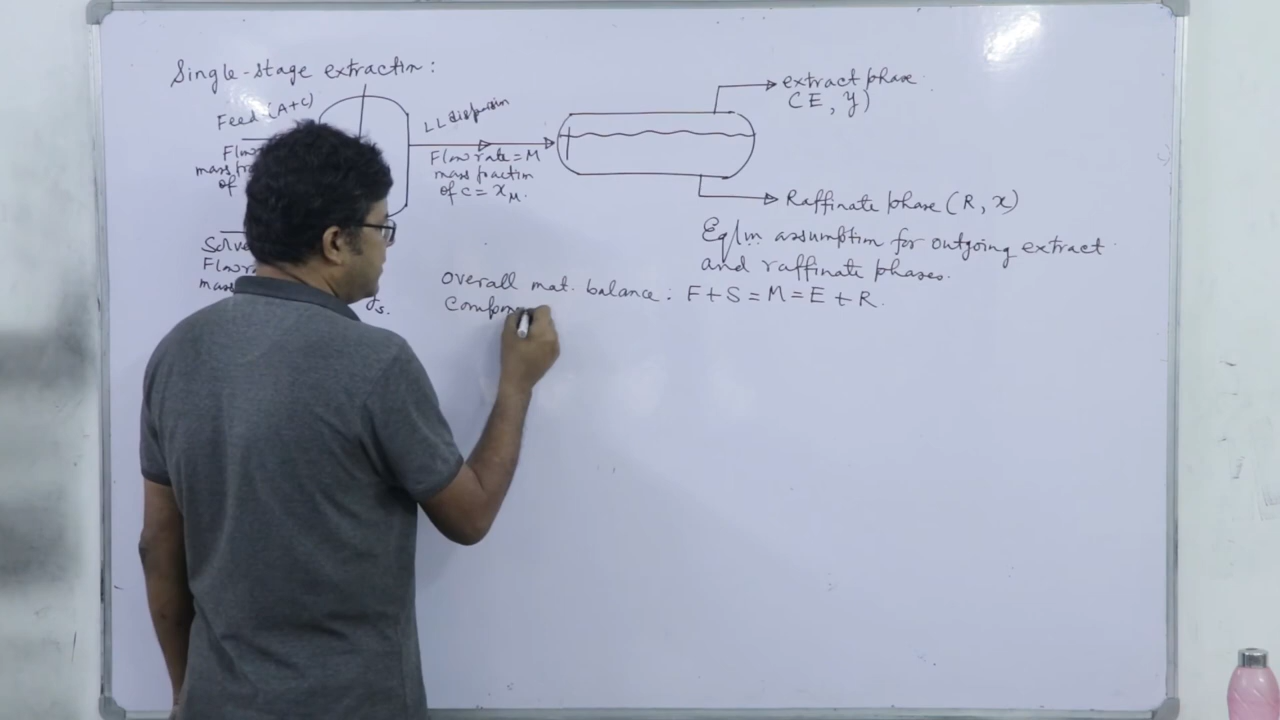 Single-stage extractin:
Feed (A+C)
LL dispersion
Flow rate = M
mass fraction
of c = x_M.
extract phase
(E, y)
Raffinate phase (R, x)
Eqlm assumption for outgoing extract
and raffinate phases.
Overall mat. balance: F+S = M = E + R.